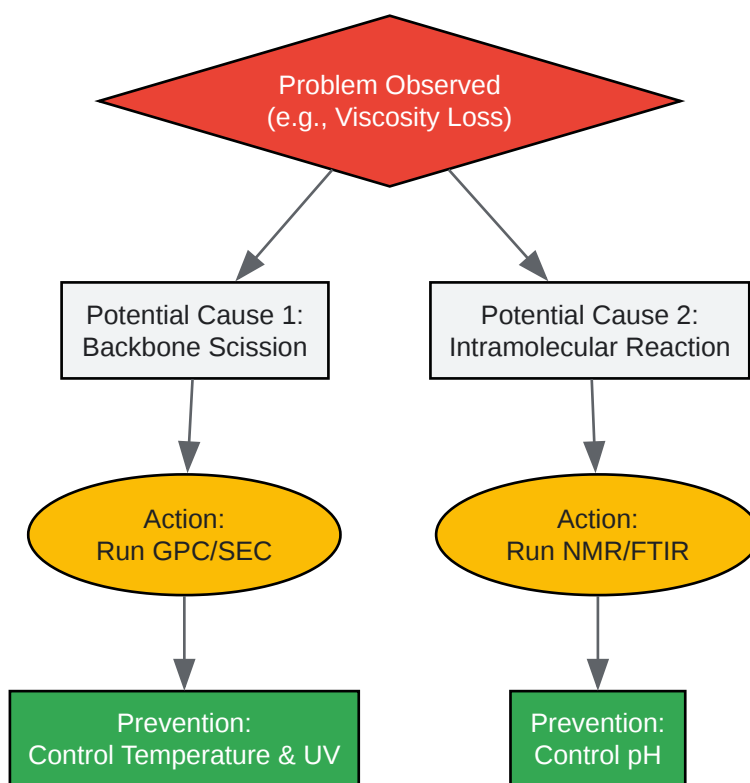 Problem Observed
(e.g., Viscosity Loss)
Potential Cause 1:
Backbone Scission
Potential Cause 2:
Intramolecular Reaction
Action:
Run GPC/SEC
Action:
Run NMR/FTIR
Prevention:
Control Temperature & UV
Prevention:
Control pH